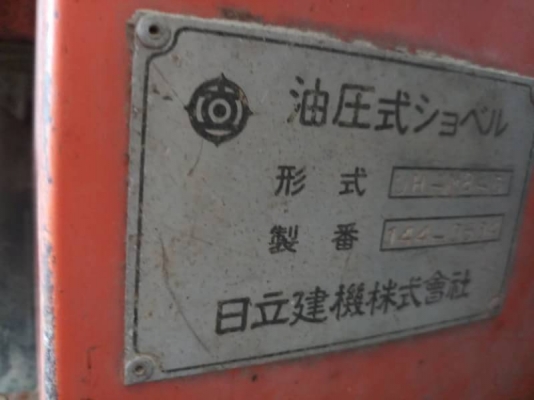 油圧式ショベル
形式
製番
日立建機株式會社